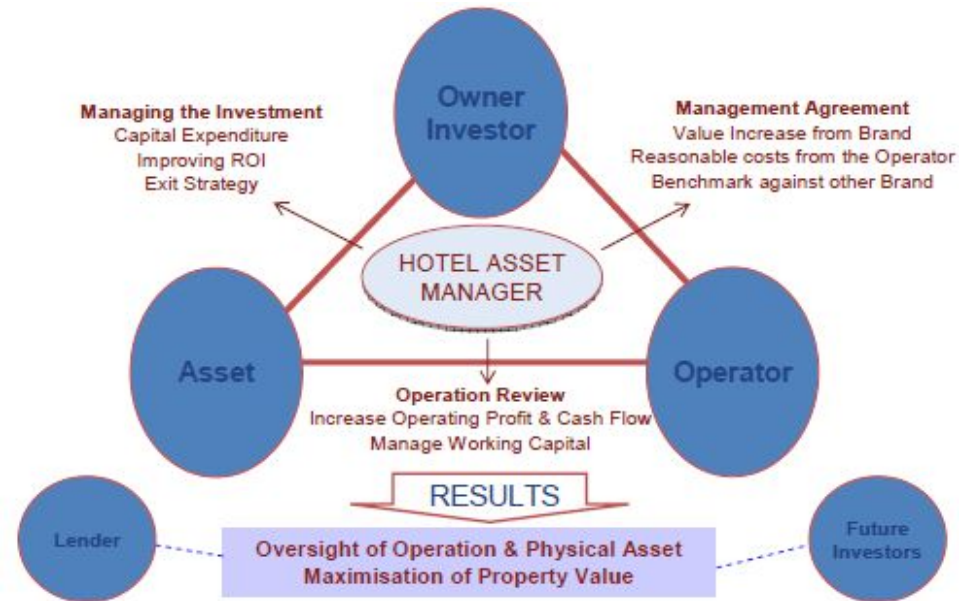 Owner
Investor
Managing the Investment
Capital Expenditure
Improving ROI
Exit Strategy
Management Agreement
Value Increase from Brand
Reasonable costs from the Operator
Benchmark against other Brand
HOTEL ASSET
MANAGER
Asset
Operator
Operation Review
Increase Operating Profit & Cash Flow
Manage Working Capital
RESULTS
Lender
Oversight of Operation & Physical Asset
Maximisation of Property Value
Future
Investors